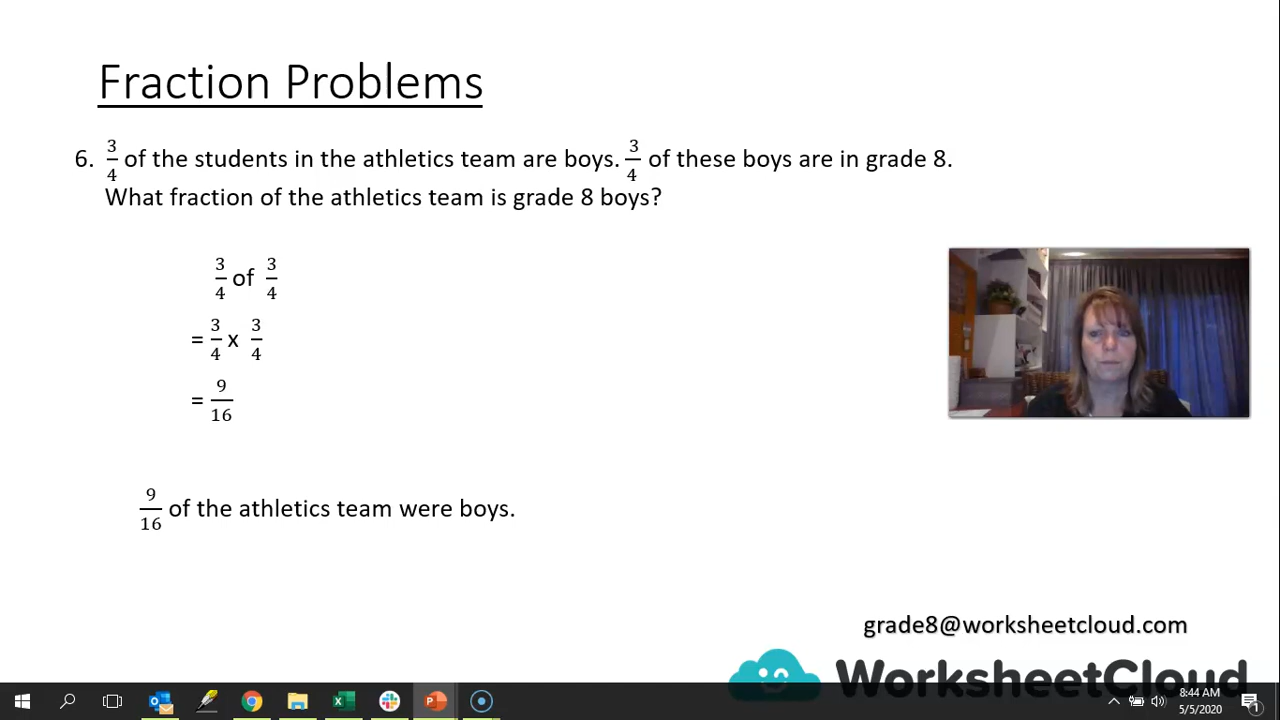 Fraction Problems
6. 3/4 of the students in the athletics team are boys. 3/4 of these boys are in grade 8.
What fraction of the athletics team is grade 8 boys?
3/4 of 3/4
= 3/4 x 3/4
= 9/16
9/16 of the athletics team were boys.
grade8@worksheetcloud.com
WorksheetCloud
8:44 AM
5/5/2020
1